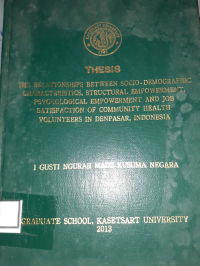 THESIS
THE RELATIONSHIPS BETWEEN SOCIO-DEMOGRAPHIC
CHARACTERISTICS, STRUCTURAL EMPOWERMENT,
PSYCHOLOGICAL EMPOWERMENT AND JOB
SATISFACTION OF COMMUNITY HEALTH
VOLUNTEERS IN DENPASAR, INDONESIA
I GUSTI NGURAH MADE KUSUMA NEGARA
GRADUATE SCHOOL, KASETSART UNIVERSITY
2013